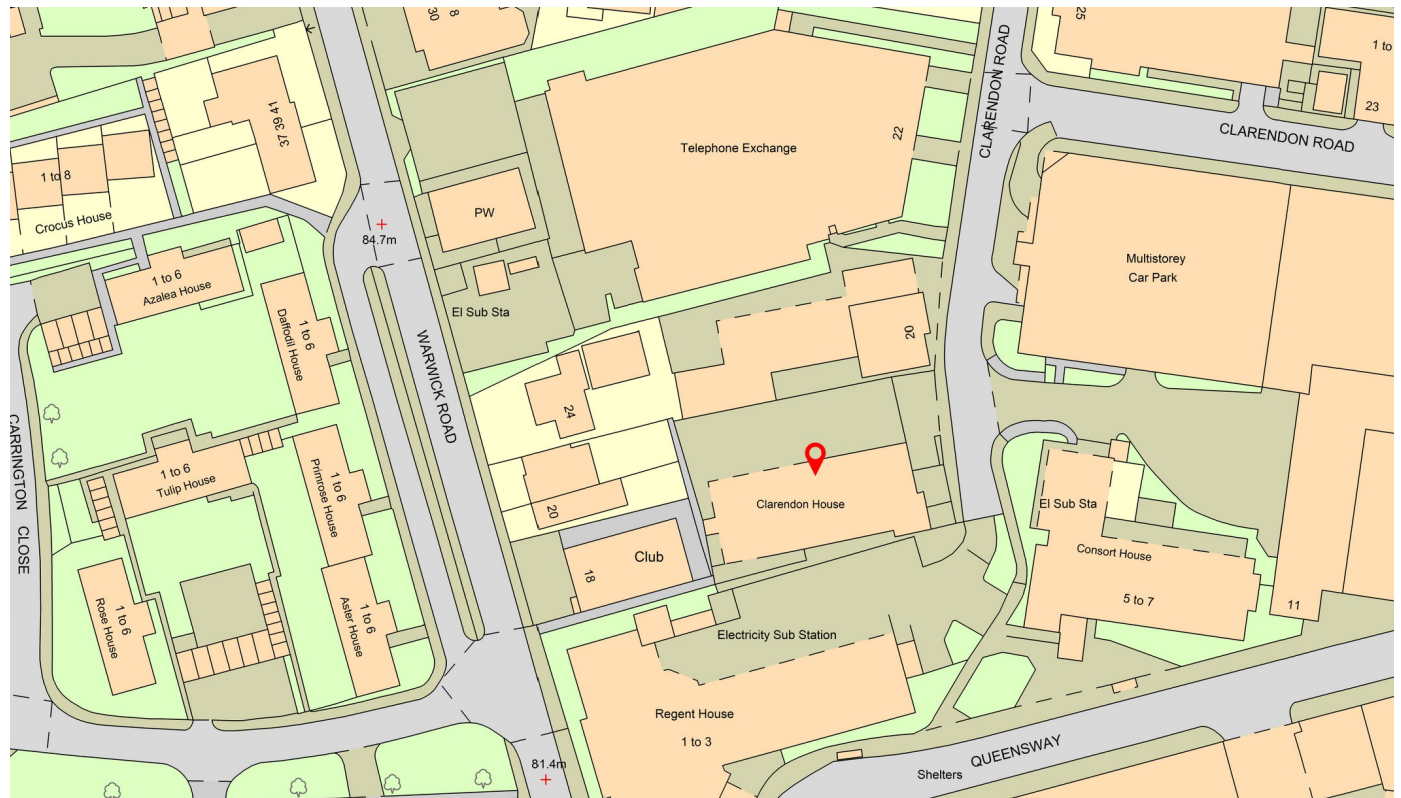 30
8
25
1 to
23
CLARENDON ROAD
CLARENDON ROAD
37 39 41
22
Telephone Exchange
1 to 8
Crocus House
PW
84.7m
Multistorey
Car Park
1 to 6
Azalea House
El Sub Sta
1 to 6
Daffodil House
20
WARWICK ROAD
24
CARRINGTON CLOSE
1 to 6
Tulip House
1 to 6
Primrose House
20
Clarendon House
El Sub Sta
Consort House
5 to 7
11
Club
18
1 to 6
Rose House
1 to 6
Aster House
Electricity Sub Station
Regent House
1 to 3
81.4m
QUEENSWAY
Shelters